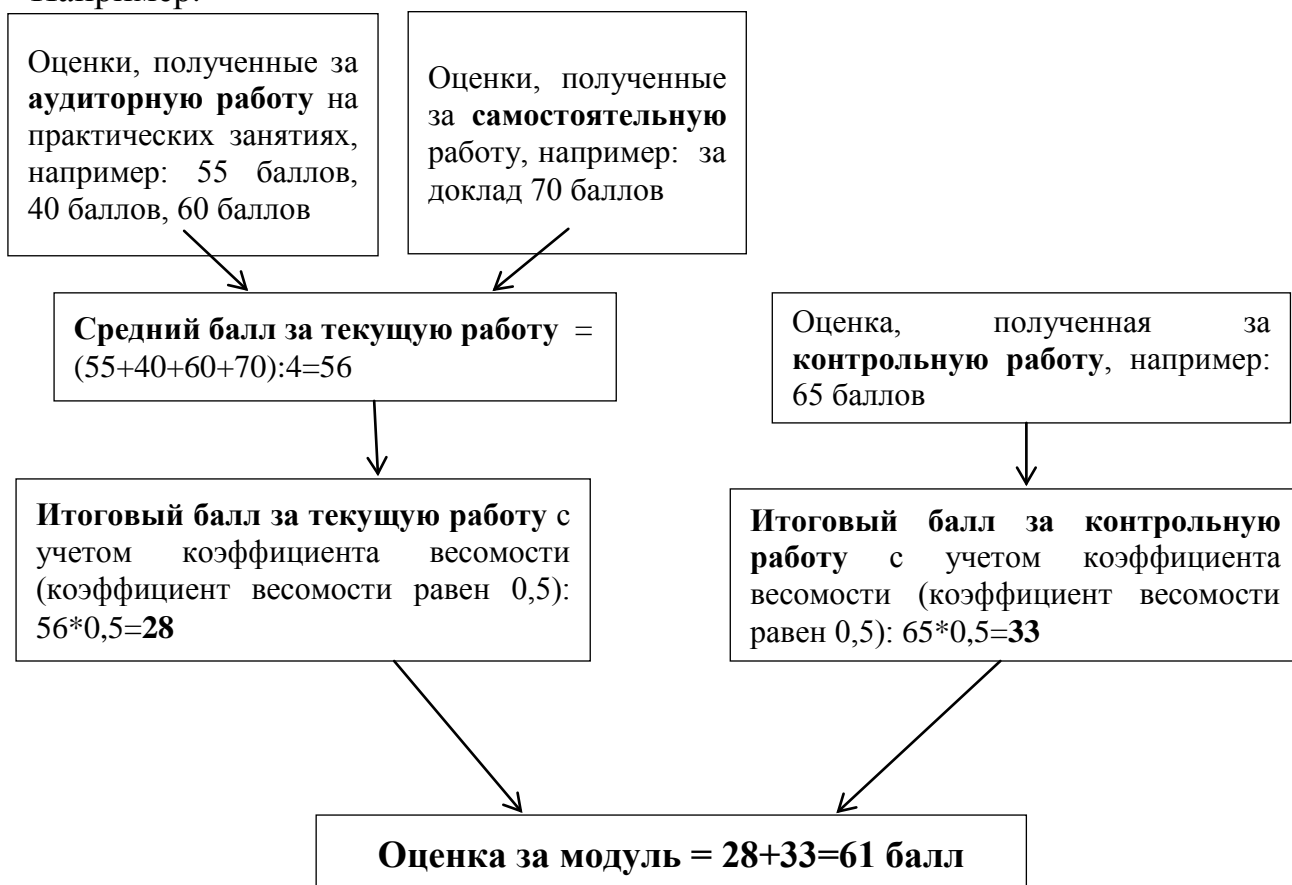 Например:
Оценки, полученные за
аудиторную работу на
практических занятиях,
например: 55 баллов,
40 баллов, 60 баллов
Оценки, полученные
за самостоятельную
работу, например: за
доклад 70 баллов
Средний балл за текущую работу =
(55+40+60+70):4=56
Оценка, полученная за
контрольную работу, например:
65 баллов
Итоговый балл за текущую работу с
учетом коэффициента весомости
(коэффициент весомости равен 0,5):
56*0,5=28
Итоговый балл за контрольную
работу с учетом коэффициента
весомости (коэффициент весомости
равен 0,5): 65*0,5=33
Оценка за модуль = 28+33=61 балл